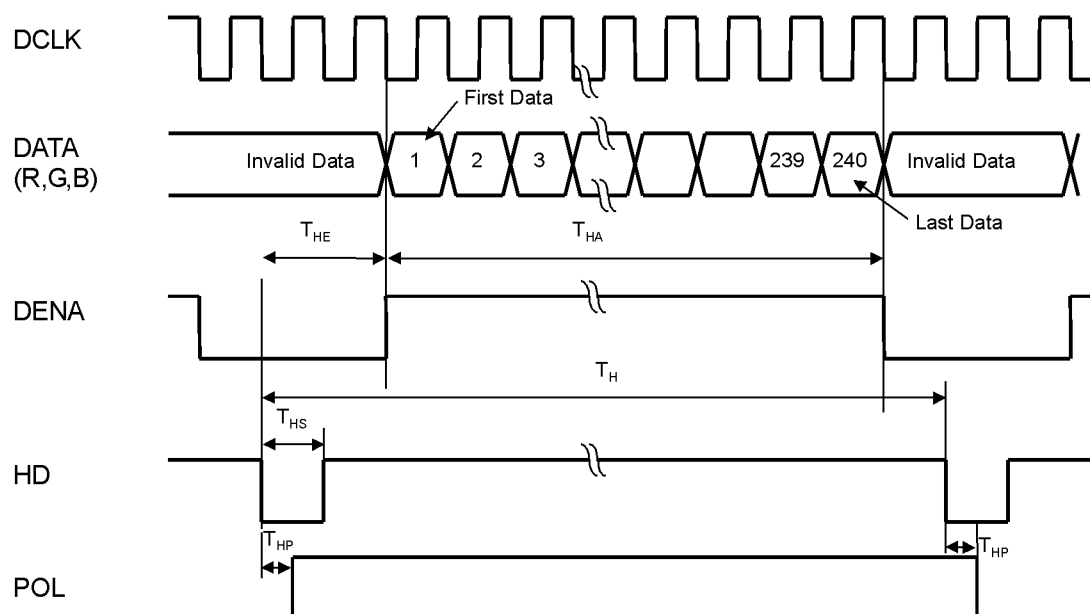 DCLK
First Data
DATA
(R,G,B)
Invalid Data 1 2 3 239 240 Invalid Data
Last Data
THE THA
DENA
TH
THS
HD
THP THP
POL